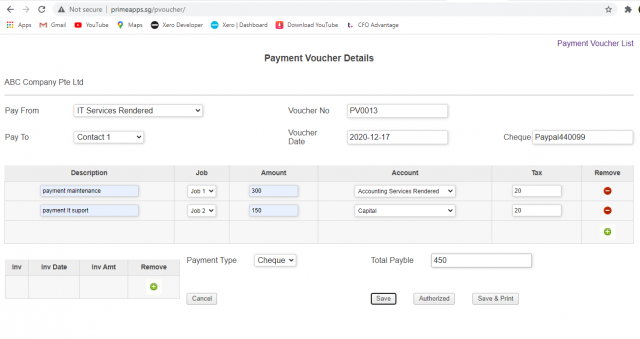 Not secure | primeapps.sg/pvoucher/
Apps Gmail YouTube Maps Xero Developer Xero | Dashboard Download YouTube CFO Advantage
Payment Voucher List
Payment Voucher Details
ABC Company Pte Ltd
Pay From IT Services Rendered Voucher No PV0013
Pay To Contact 1 Voucher Date 2020-12-17 Cheque Paypal440099
Description Job Amount Account Tax Remove
payment maintenance Job 1 300 Accounting Services Rendered 20
payment it suport Job 2 150 Capital 20
Payment Type Cheque Total Payble 450
Inv Inv Date Inv Amt Remove
Cancel Save Authorized Save & Print